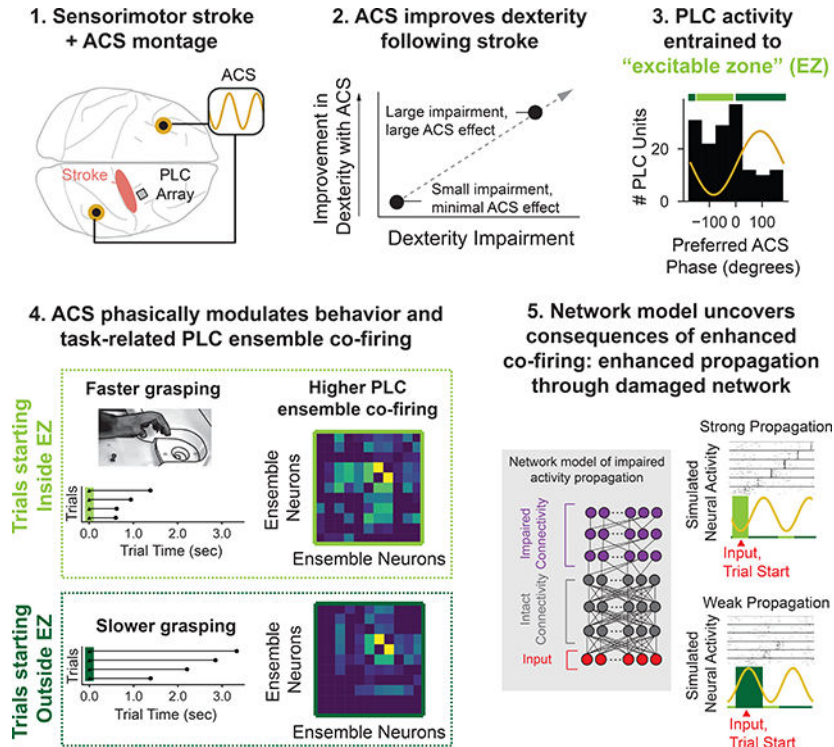 1. Sensorimotor stroke
+ ACS montage
ACS
Stroke
PLC
Array
2. ACS improves dexterity
following stroke
Improvement in
Dexterity with ACS
Large impairment,
large ACS effect
Small impairment,
minimal ACS effect
Dexterity Impairment
3. PLC activity
entrained to
“excitable zone” (EZ)
# PLC Units
20
0
−100 0 100
Preferred ACS
Phase (degrees)
4. ACS phasically modulates behavior and
task-related PLC ensemble co-firing
Trials starting
Inside EZ
Faster grasping
Trials
0.0 1.0 2.0 3.0
Trial Time (sec)
Higher PLC
ensemble co-firing
Ensemble
Neurons
Ensemble Neurons
Trials starting
Outside EZ
Slower grasping
Trials
0.0 1.0 2.0 3.0
Trial Time (sec)
Ensemble
Neurons
Ensemble Neurons
5. Network model uncovers
consequences of enhanced
co-firing: enhanced propagation
through damaged network
Network model of impaired
activity propagation
Impaired
Connectivity
Intact
Connectivity
Input
Strong Propagation
Simulated
Neural Activity
Input,
Trial Start
Weak Propagation
Simulated
Neural Activity
Input,
Trial Start